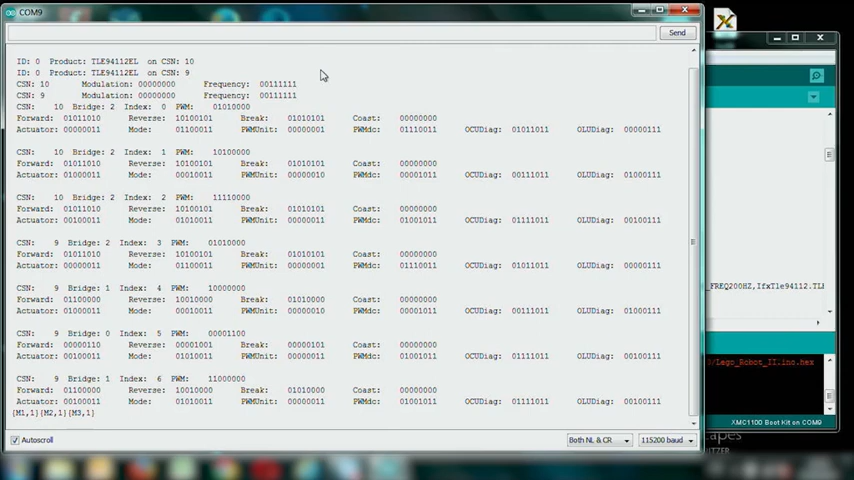 COM9
Send
ID: 0 Product: TLE94112EL on CSN: 10
ID: 0 Product: TLE94112EL on CSN: 9
CSN: 10 Modulation: 00000000 Frequency: 00111111
CSN: 9 Modulation: 00000000 Frequency: 00111111
CSN: 10 Bridge: 2 Index: 0 PWM: 01010000
Forward: 01011010 Reverse: 10100101 Break: 01010101 Coast: 00000000
Actuator: 00000011 Mode: 01100011 PWMUnit: 00000001 PWMdc: 01110011 OCUDiag: 01011011 OLUDiag: 00000111
CSN: 10 Bridge: 2 Index: 1 PWM: 10100000
Forward: 01011010 Reverse: 10100101 Break: 01010101 Coast: 00000000
Actuator: 01000011 Mode: 00010011 PWMUnit: 00000010 PWMdc: 00001011 OCUDiag: 00111011 OLUDiag: 01000111
CSN: 10 Bridge: 2 Index: 2 PWM: 11110000
Forward: 01011010 Reverse: 10100101 Break: 01010101 Coast: 00000000
Actuator: 00100011 Mode: 01010011 PWMUnit: 00000011 PWMdc: 01001011 OCUDiag: 01111011 OLUDiag: 00100111
CSN: 9 Bridge: 2 Index: 3 PWM: 01010000
Forward: 01011010 Reverse: 10100101 Break: 01010101 Coast: 00000000
Actuator: 00000011 Mode: 01100011 PWMUnit: 00000001 PWMdc: 01110011 OCUDiag: 01011011 OLUDiag: 00000111
CSN: 9 Bridge: 1 Index: 4 PWM: 10000000
Forward: 01100000 Reverse: 10010000 Break: 01010000 Coast: 00000000
Actuator: 01000011 Mode: 00010011 PWMUnit: 00000010 PWMdc: 00001011 OCUDiag: 00111011 OLUDiag: 01000111
CSN: 9 Bridge: 0 Index: 5 PWM: 00001100
Forward: 00000110 Reverse: 00001001 Break: 00000101 Coast: 00000000
Actuator: 00100011 Mode: 01010011 PWMUnit: 00000011 PWMdc: 01001011 OCUDiag: 01111011 OLUDiag: 00100111
CSN: 9 Bridge: 1 Index: 6 PWM: 11000000
Forward: 01100000 Reverse: 10010000 Break: 01010000 Coast: 00000000
Actuator: 00100011 Mode: 01010011 PWMUnit: 00000011 PWMdc: 01001011 OCUDiag: 01111011 OLUDiag: 00100111
{M1,1}{M2,1}{M3,1}
Autoscroll
Both NL & CR
115200 baud
_FREQ200HZ,IfxTle94112.TL
/Lego_Robot_II.ino.hex
XMC1100 Boot Kit on COM9